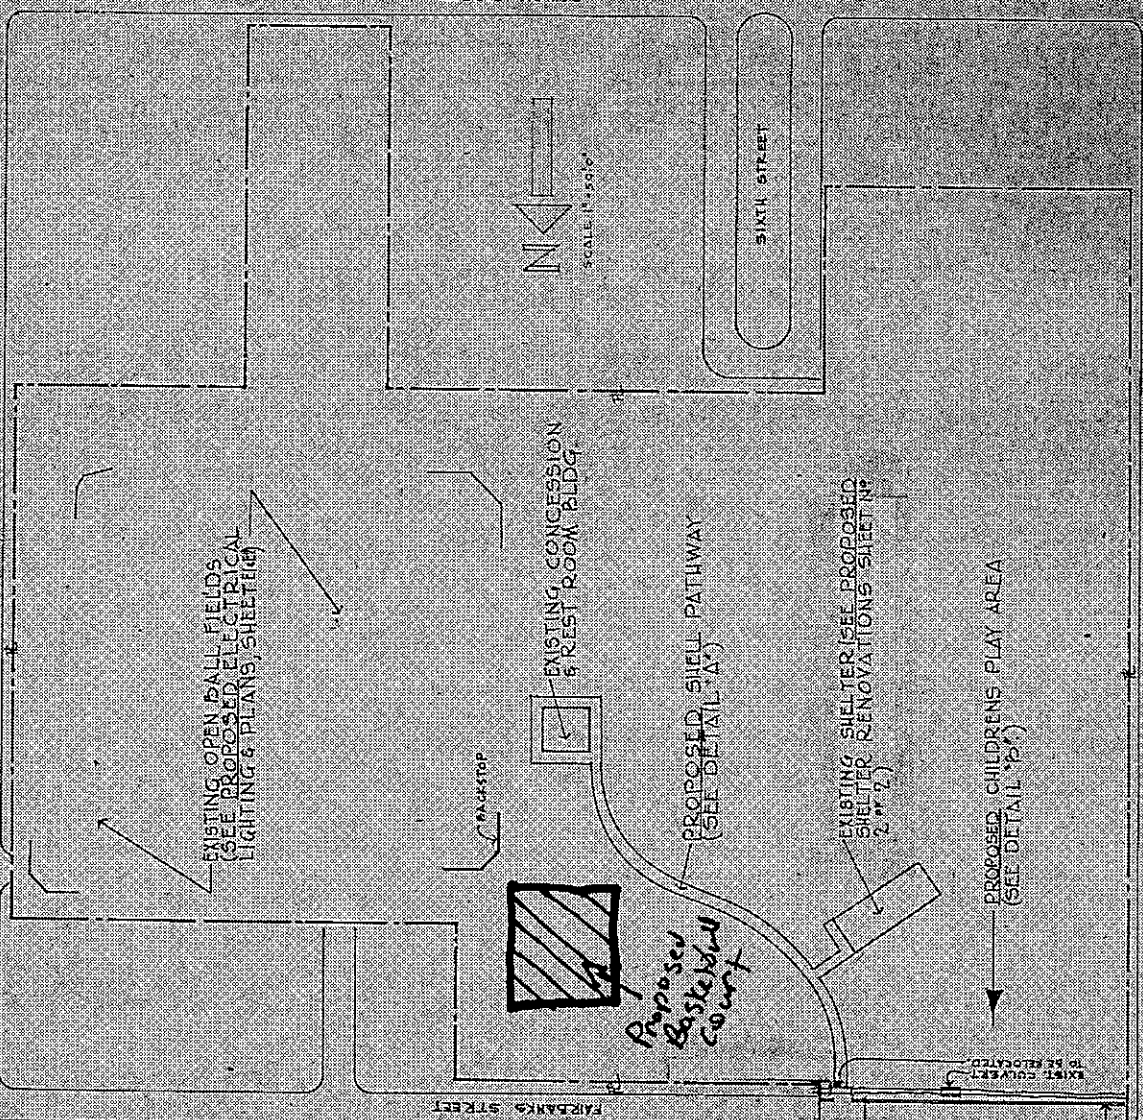 SIXTH STREET
N
SCALE 1"=50'0"
EXISTING OPEN BALL FIELDS
(SEE PROPOSED ELECTRICAL
LIGHTING & PLANS, SHEET E1)
EXISTING CONCESSION
& REST ROOM BLDG.
BACKSTOP
PROPOSED SHELL PATHWAY
(SEE DETAIL "A")
EXISTING SHELTER (SEE PROPOSED
SHELTER RENOVATIONS SHEET Nº
2 OF 2)
PROPOSED CHILDRENS PLAY AREA
(SEE DETAIL "B")
Proposed
Basketball
Court
EXIST. CULVERT
TO BE RELOCATED
FAIRBANKS STREET